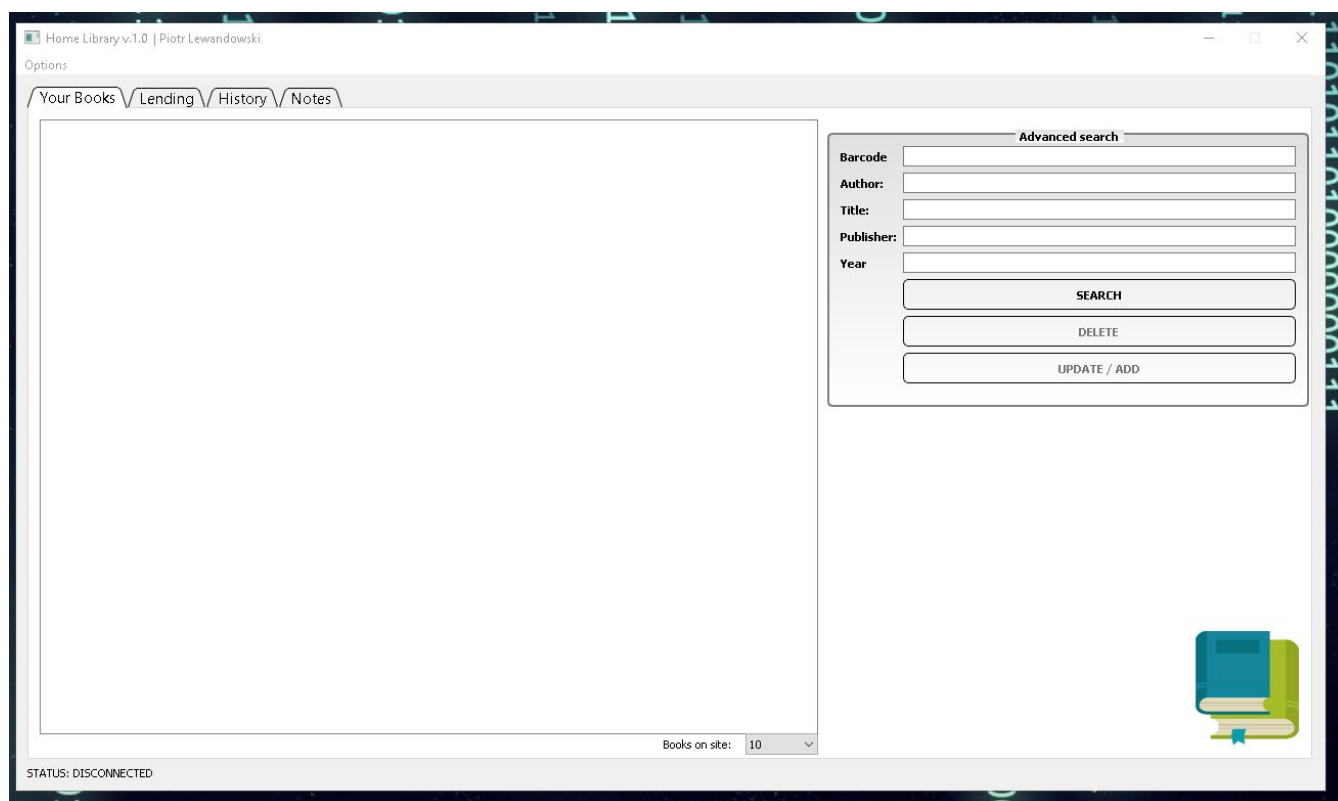 Home Library v.1.0 | Piotr Lewandowski
Options
Your Books Lending History Notes
Advanced search
Barcode
Author:
Title:
Publisher:
Year
SEARCH
DELETE
UPDATE / ADD
Books on site: 10
STATUS: DISCONNECTED